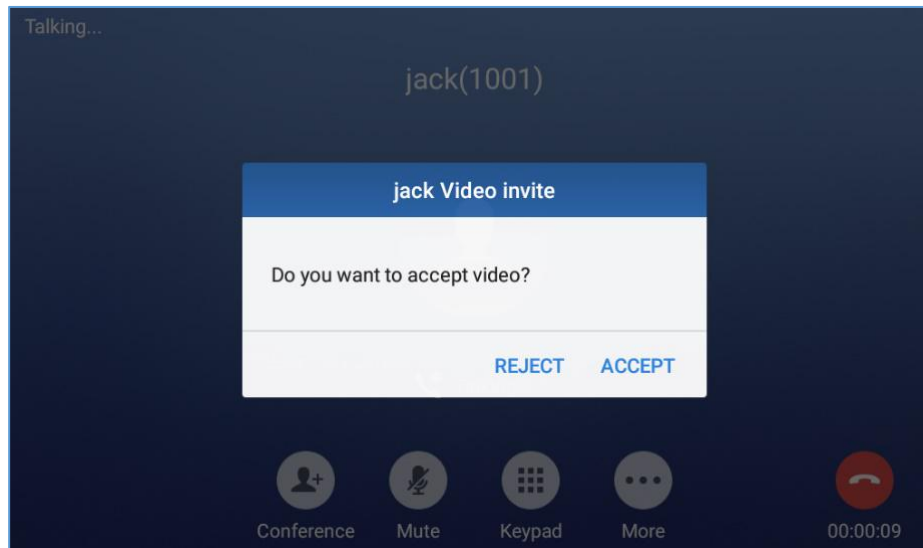 Talking...
jack(1001)
jack Video invite
Do you want to accept video?
REJECT ACCEPT
Conference Mute Keypad More 00:00:09